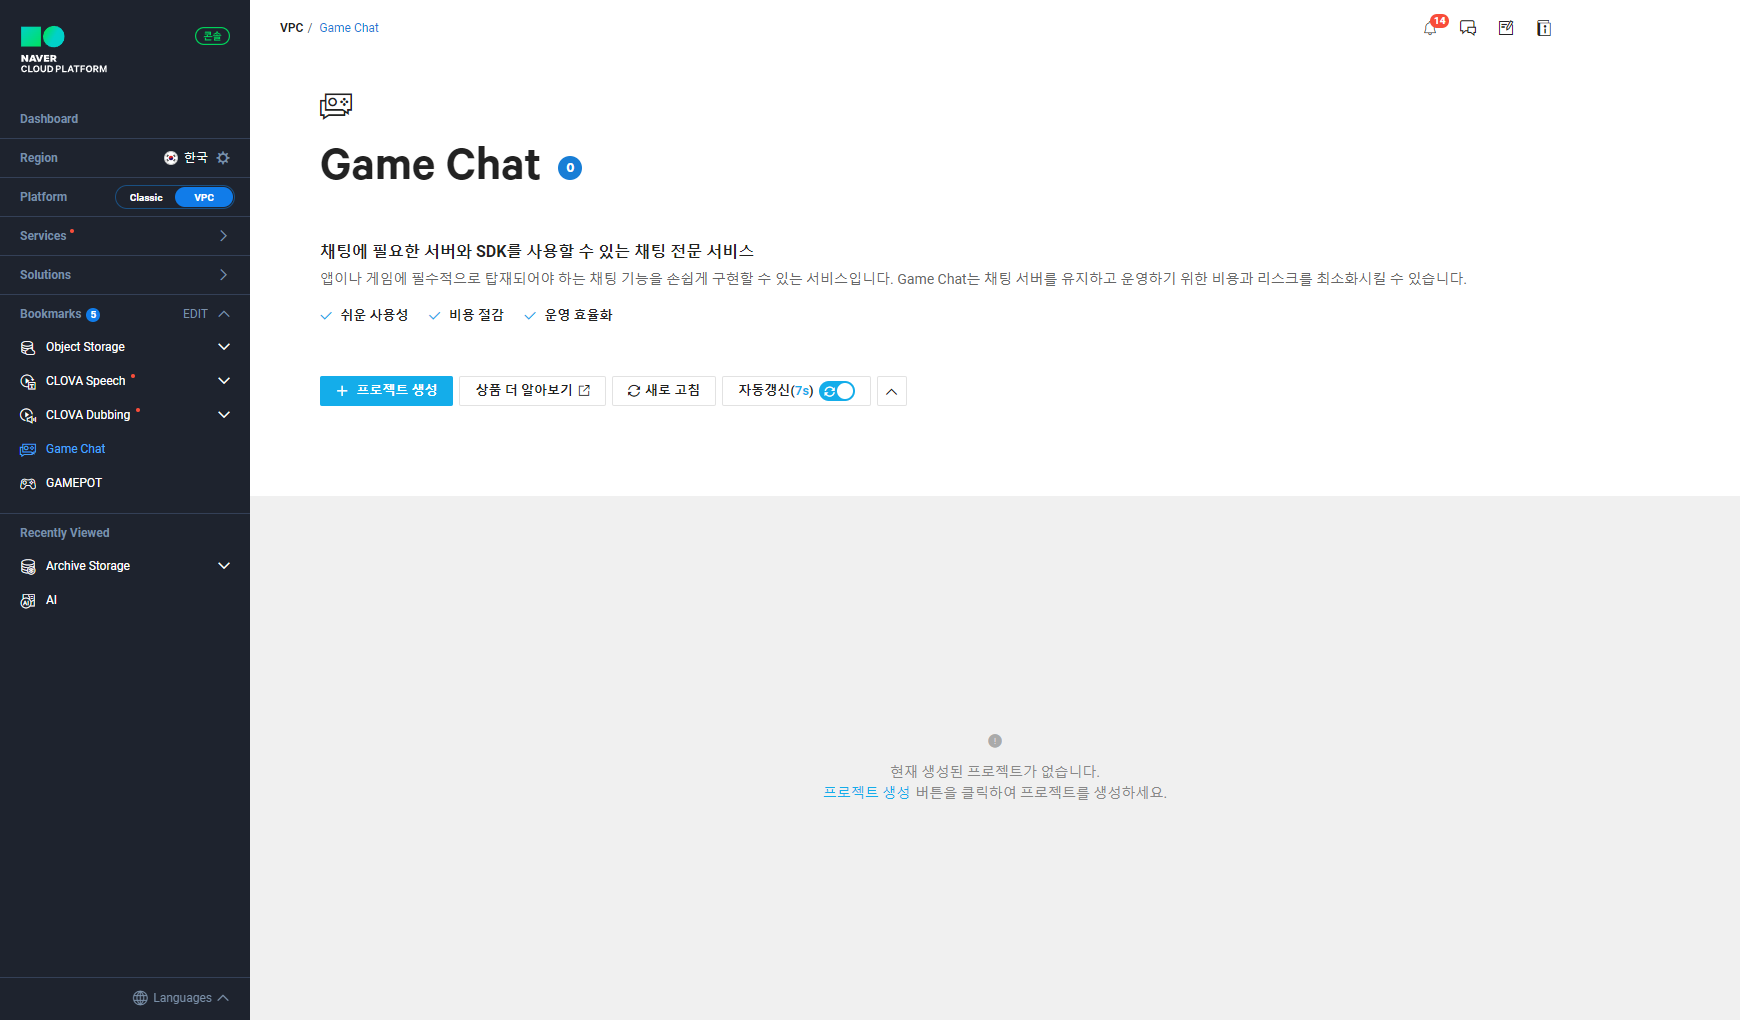 NAVER
CLOUD PLATFORM
콘솔
Dashboard
Region 한국
Platform Classic VPC
Services
Solutions
Bookmarks 5 EDIT
Object Storage
CLOVA Speech
CLOVA Dubbing
Game Chat
GAMEPOT
Recently Viewed
Archive Storage
AI
Languages
VPC / Game Chat
14
Game Chat 0
채팅에 필요한 서버와 SDK를 사용할 수 있는 채팅 전문 서비스
앱이나 게임에 필수적으로 탑재되어야 하는 채팅 기능을 손쉽게 구현할 수 있는 서비스입니다. Game Chat는 채팅 서버를 유지하고 운영하기 위한 비용과 리스크를 최소화시킬 수 있습니다.
쉬운 사용성 비용 절감 운영 효율화
+ 프로젝트 생성 상품 더 알아보기 새로 고침 자동갱신(7s)
현재 생성된 프로젝트가 없습니다.
프로젝트 생성 버튼을 클릭하여 프로젝트를 생성하세요.